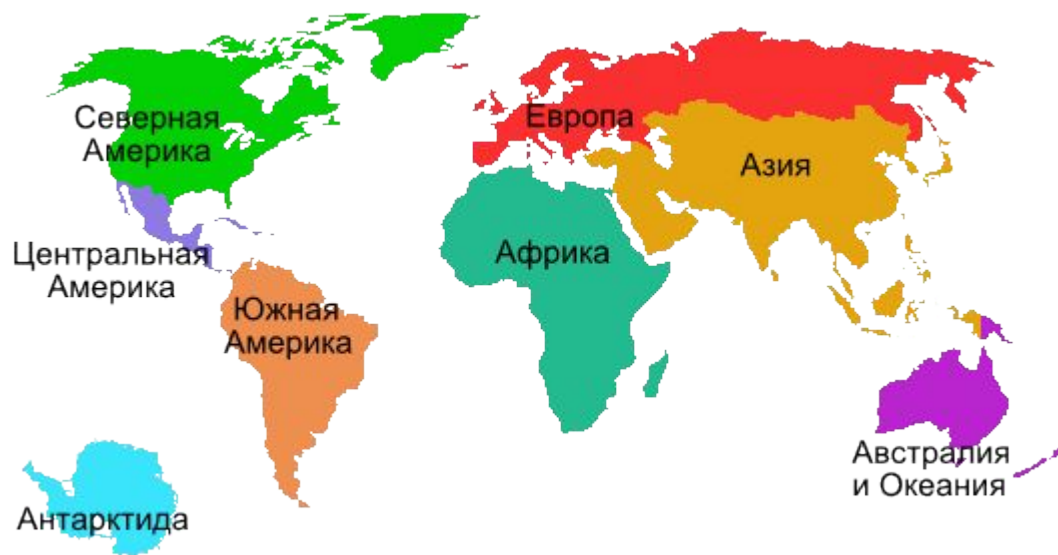 Северная
Америка
Европа
Азия
Центральная
Америка
Африка
Южная
Америка
Австралия
и Океания
Антарктида